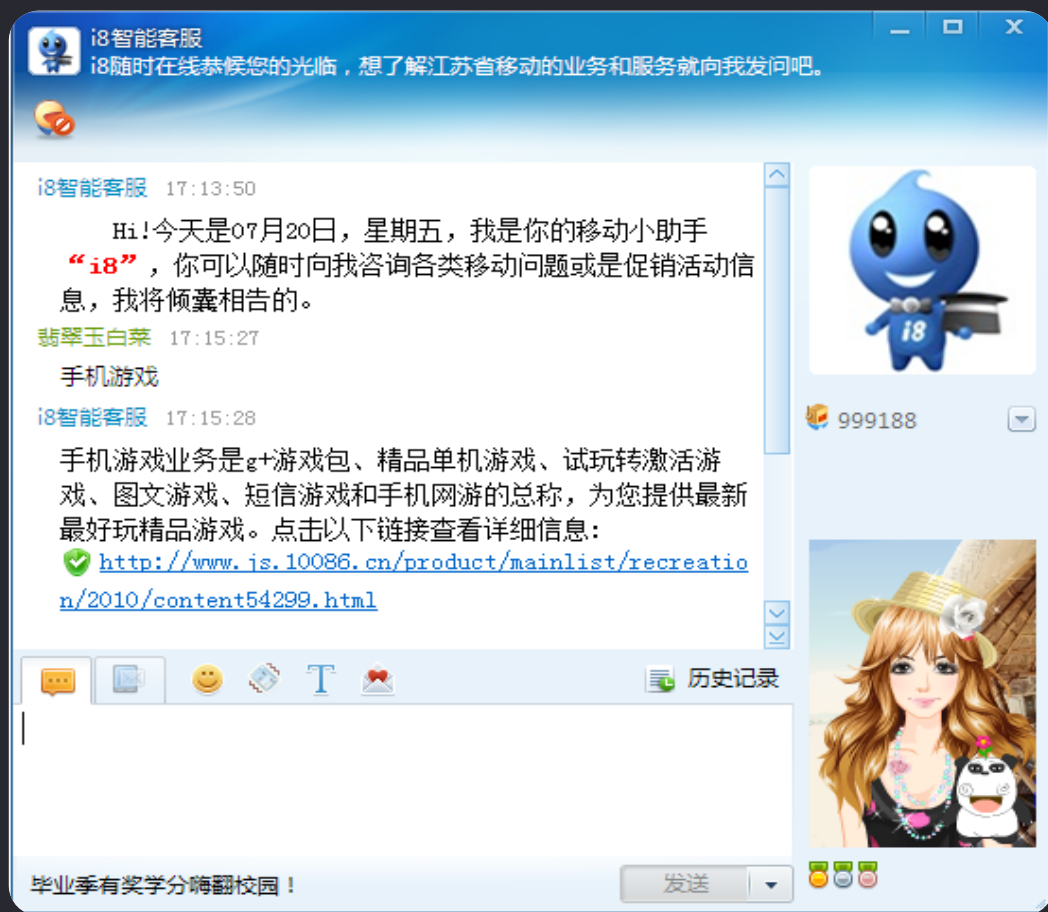 i8智能客服
i8随时在线恭候您的光临，想了解江苏省移动的业务和服务就向我发问吧。
i8智能客服 17:13:50
Hi!今天是07月20日，星期五，我是你的移动小助手
“i8”，你可以随时向我咨询各类移动问题或是促销活动信
息，我将倾囊相告的。
翡翠玉白菜 17:15:27
手机游戏
i8智能客服 17:15:28
手机游戏业务是g+游戏包、精品单机游戏、试玩转激活游
戏、图文游戏、短信游戏和手机网游的总称，为您提供最新
最好玩精品游戏。点击以下链接查看详细信息：
http://www.js.10086.cn/product/mainlist/recreatio
n/2010/content54299.html
i8
999188
T
历史记录
毕业季有奖学分嗨翻校园！
发送